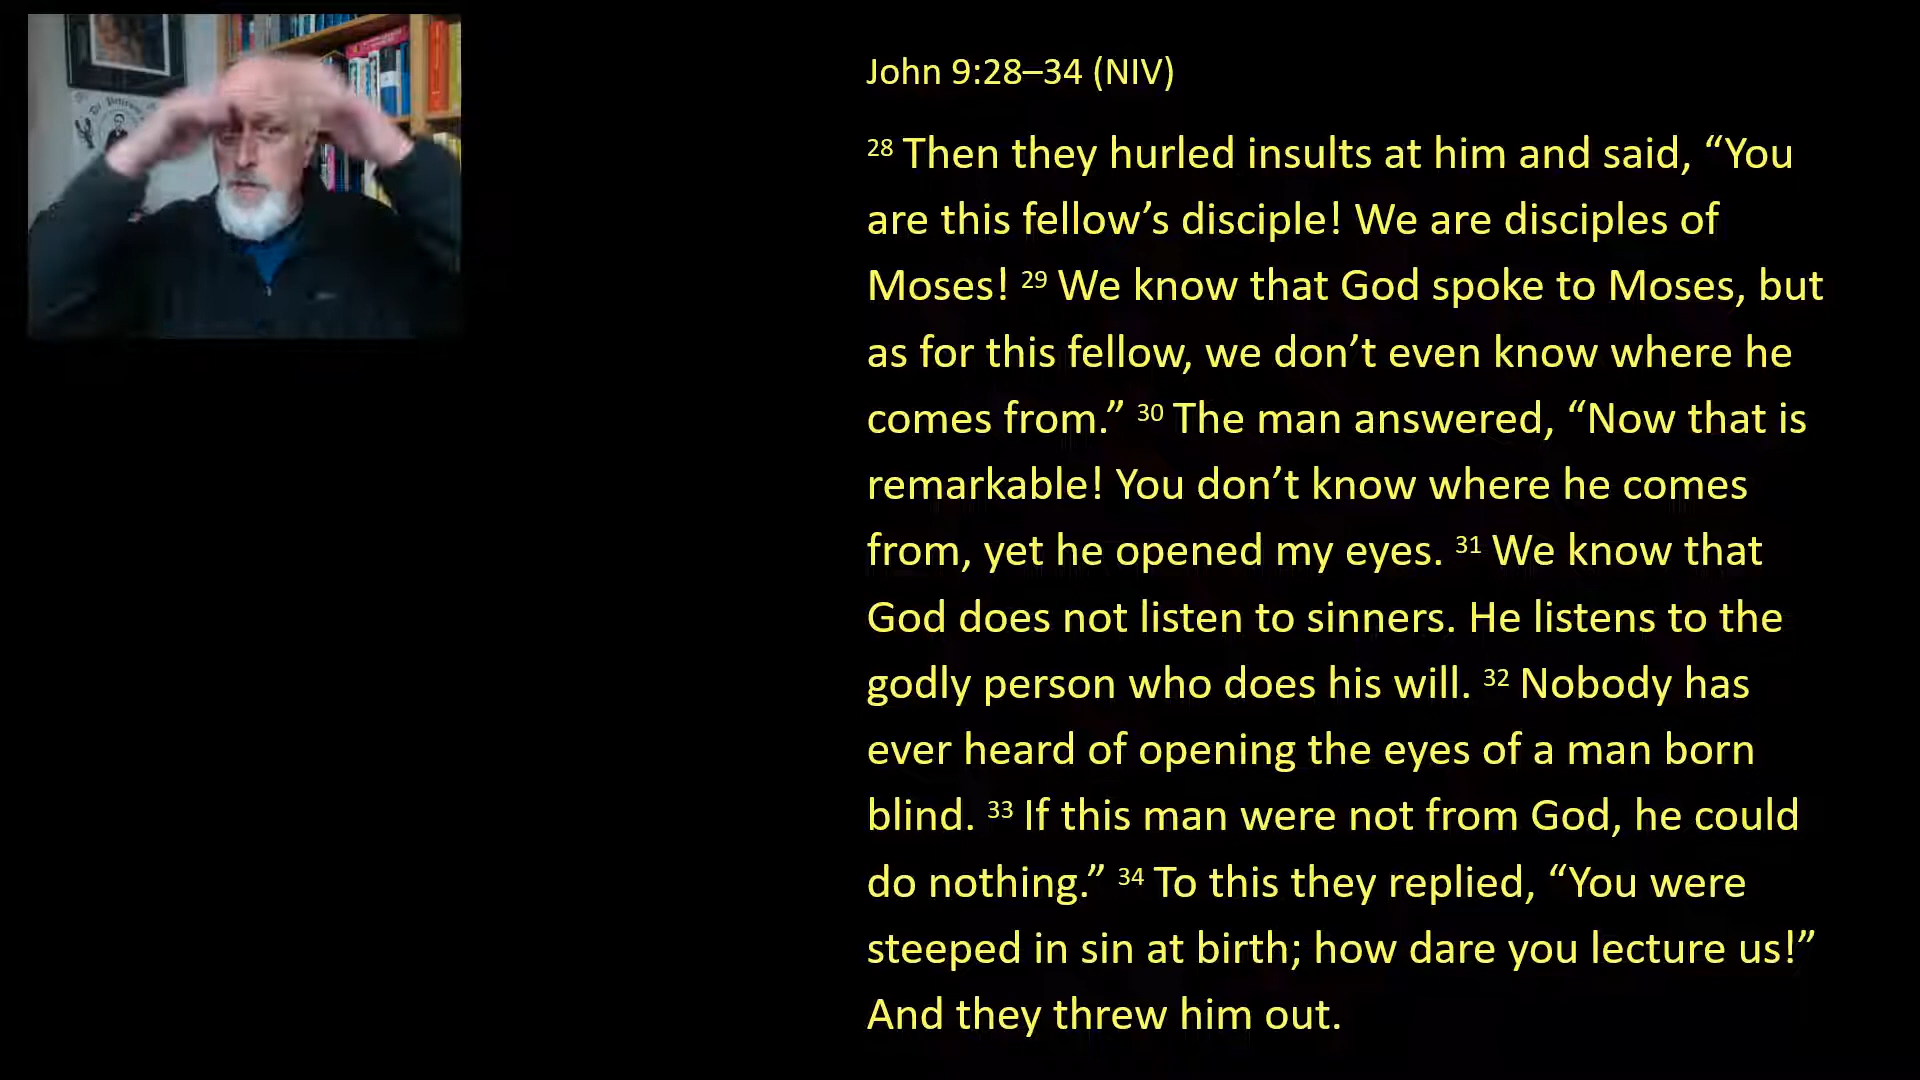 John 9:28–34 (NIV)
28 Then they hurled insults at him and said, “You
are this fellow’s disciple! We are disciples of
Moses! 29 We know that God spoke to Moses, but
as for this fellow, we don’t even know where he
comes from.” 30 The man answered, “Now that is
remarkable! You don’t know where he comes
from, yet he opened my eyes. 31 We know that
God does not listen to sinners. He listens to the
godly person who does his will. 32 Nobody has
ever heard of opening the eyes of a man born
blind. 33 If this man were not from God, he could
do nothing.” 34 To this they replied, “You were
steeped in sin at birth; how dare you lecture us!”
And they threw him out.